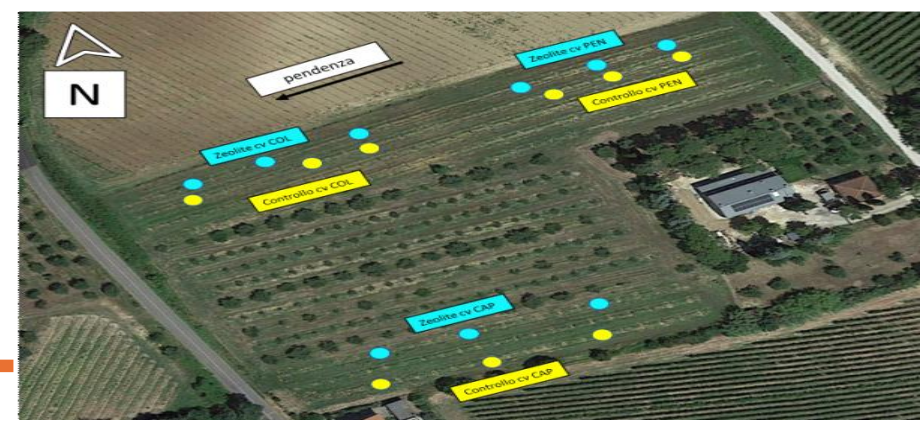 N
pendenza
Zeolite cv PEN
Controllo cv PEN
Zeolite cv COL
Controllo cv COL
Zeolite cv CAP
Controllo cv CAP